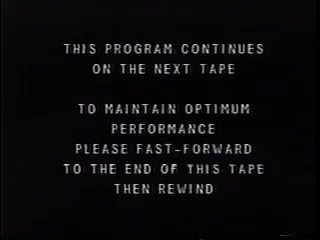 THIS PROGRAM CONTINUES
ON THE NEXT TAPE
TO MAINTAIN OPTIMUM
PERFORMANCE
PLEASE FAST-FORWARD
TO THE END OF THIS TAPE
THEN REWIND